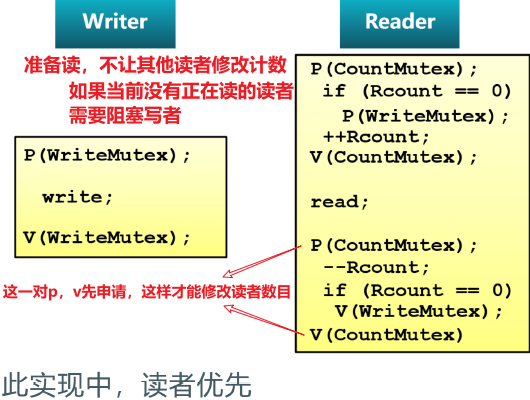 Writer
准备读，不让其他读者修改计数
如果当前没有正在读的读者
需要阻塞写者
P(WriteMutex);
write;
V(WriteMutex);
这一对p，v先申请，这样才能修改读者数目
Reader
P(CountMutex);
if (Rcount == 0)
P(WriteMutex);
++Rcount;
V(CountMutex);
read;
P(CountMutex);
--Rcount;
if (Rcount == 0)
V(WriteMutex);
V(CountMutex)
此实现中，读者优先